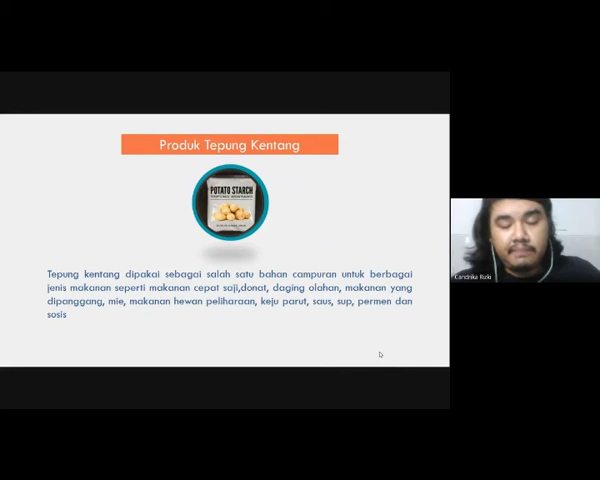 Produk Tepung Kentang
POTATO STARCH
TEPUNG KENTANG
Tepung kentang dipakai sebagai salah satu bahan campuran untuk berbagai
jenis makanan seperti makanan cepat saji,donat, daging olahan, makanan yang
dipanggang, mie, makanan hewan peliharaan, keju parut, saus, sup, permen dan
sosis
Candrika Rizki